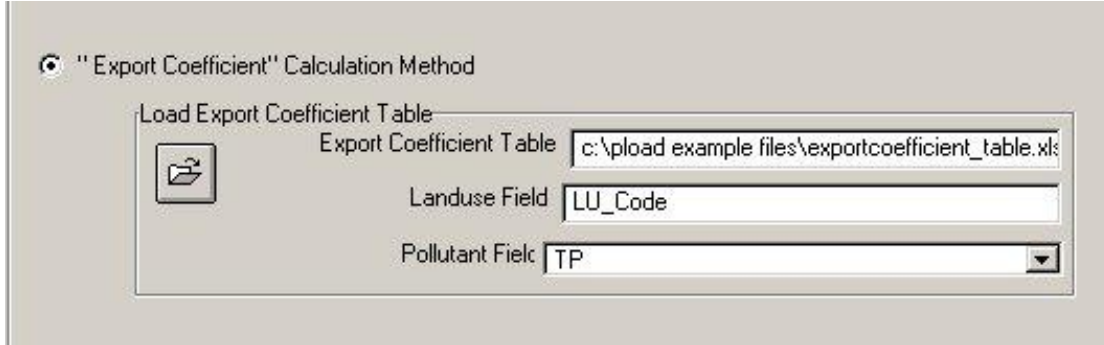 "Export Coefficient" Calculation Method
Load Export Coefficient Table
Export Coefficient Table c:\pload example files\exportcoefficient_table.xls
Landuse Field LU_Code
Pollutant Field TP